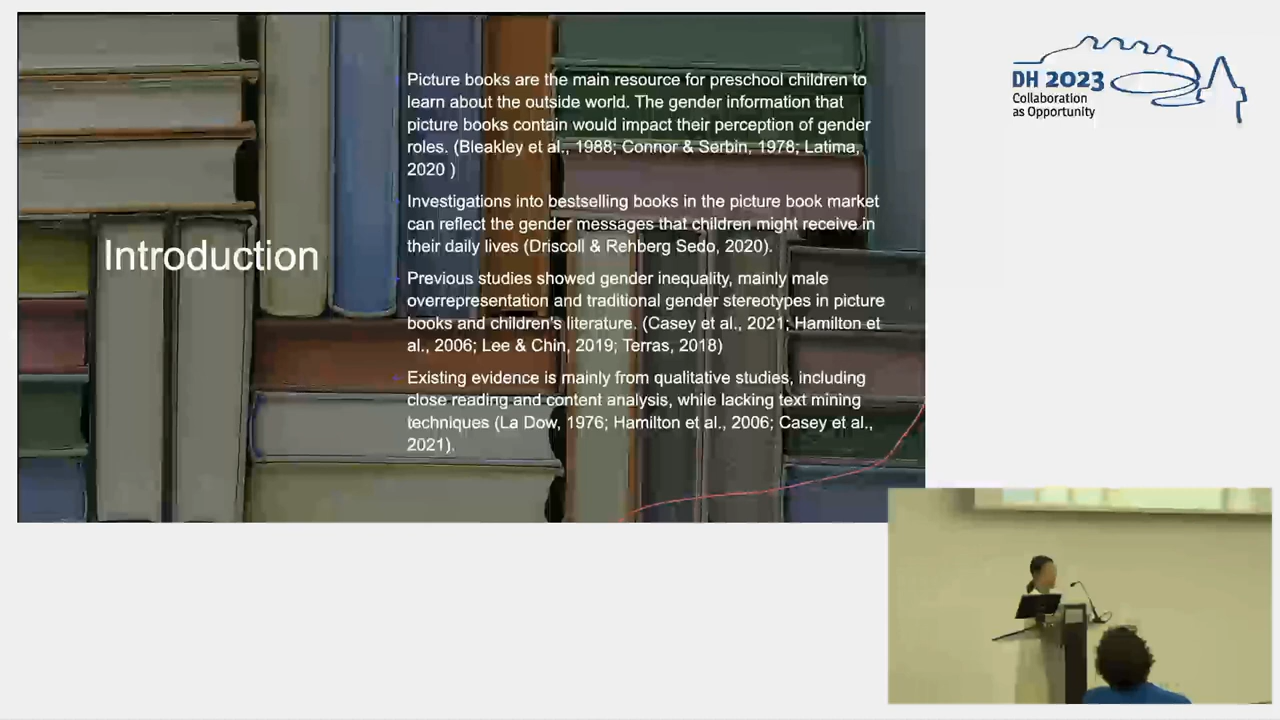 Introduction
Picture books are the main resource for preschool children to
learn about the outside world. The gender information that
picture books contain would impact their perception of gender
roles. (Bleakley et al., 1988; Connor & Serbin, 1978; Latima,
2020 )
Investigations into bestselling books in the picture book market
can reflect the gender messages that children might receive in
their daily lives (Driscoll & Rehberg Sedo, 2020).
Previous studies showed gender inequality, mainly male
overrepresentation and traditional gender stereotypes in picture
books and children's literature. (Casey et al., 2021; Hamilton et
al., 2006; Lee & Chin, 2019; Terras, 2018)
Existing evidence is mainly from qualitative studies, including
close reading and content analysis, while lacking text mining
techniques (La Dow, 1976; Hamilton et al., 2006; Casey et al.,
2021).
DH 2023
Collaboration
as Opportunity